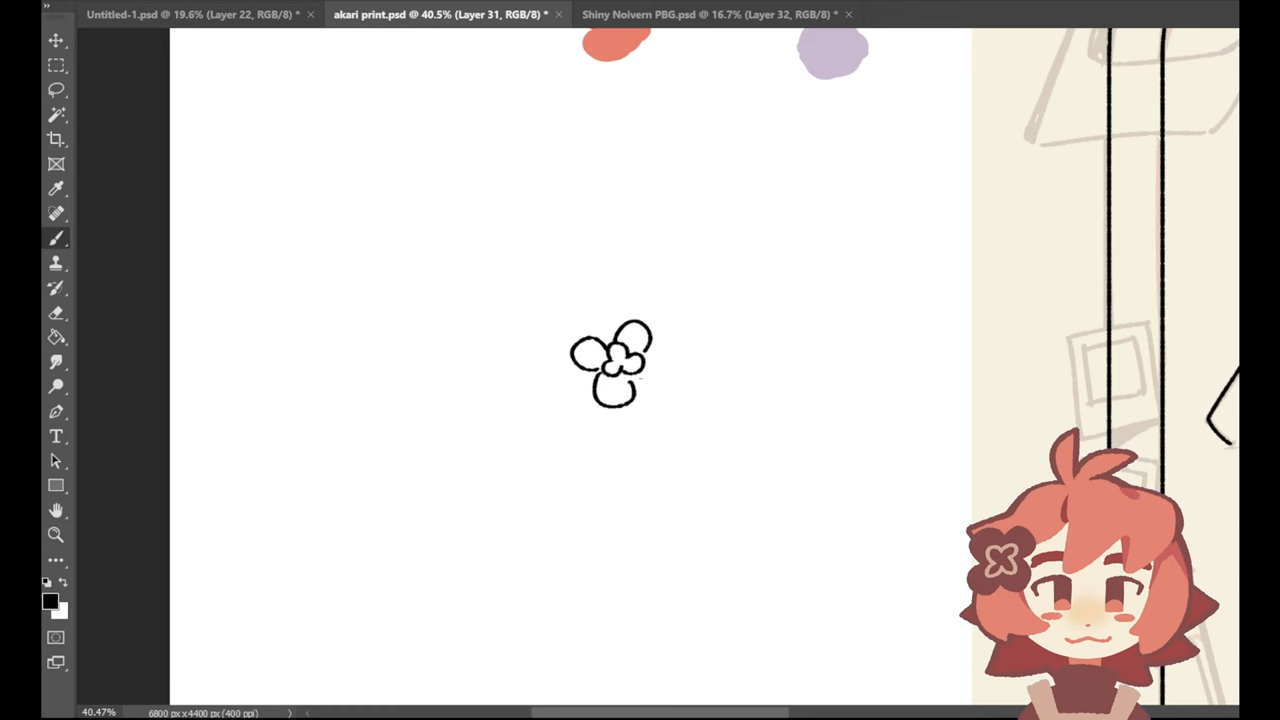 Untitled-1.psd @ 19.6% (Layer 22, RGB/8) * ×
akari print.psd @ 40.5% (Layer 31, RGB/8) * ×
Shiny Noivern PBG.psd @ 16.7% (Layer 32, RGB/8) * ×
40.47%
6800 px x 4400 px (400 ppi)